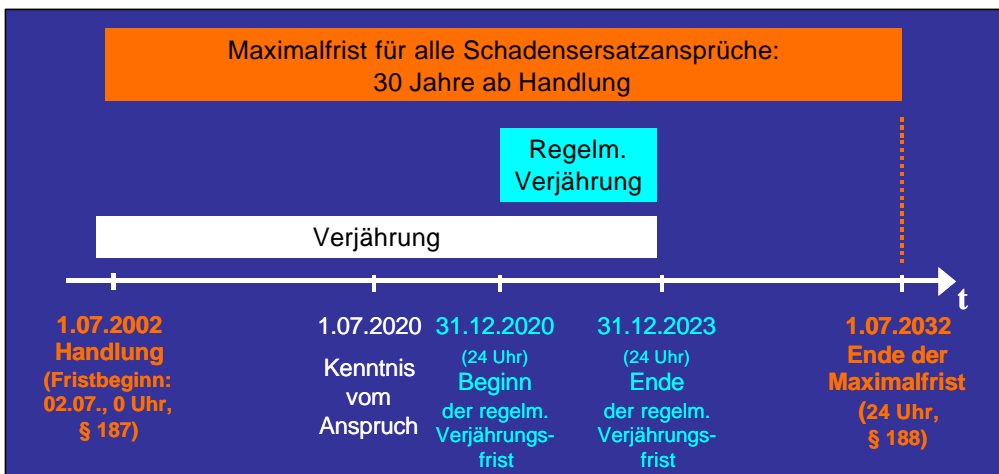 Maximalfrist für alle Schadensersatzansprüche:
30 Jahre ab Handlung
Regelm.
Verjährung
Verjährung
t
1.07.2002
Handlung
(Fristbeginn:
02.07., 0 Uhr,
§ 187)
1.07.2020
Kenntnis
vom
Anspruch
31.12.2020
(24 Uhr)
Beginn
der regelm.
Verjährungs-
frist
31.12.2023
(24 Uhr)
Ende
der regelm.
Verjährungs-
frist
1.07.2032
Ende der
Maximalfrist
(24 Uhr,
§ 188)